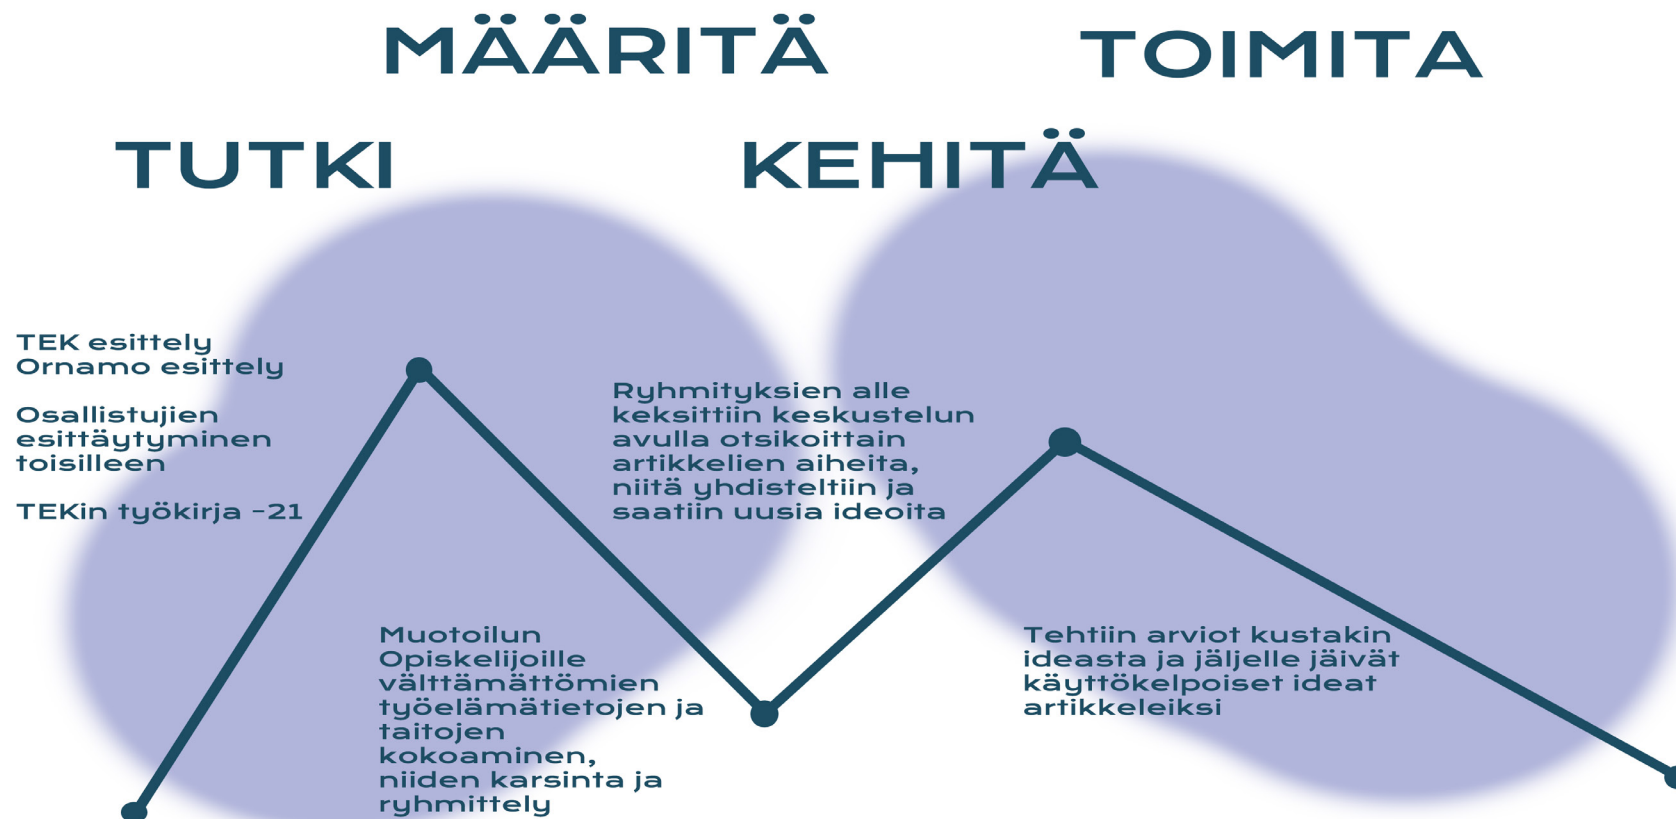 MÄÄRITÄ
TOIMITA
TUTKI
KEHITÄ
TEK esittely
Ornamo esittely
Osallistujien
esittäytyminen
toisilleen
TEKin työkirja -21
Muotoilun
Opiskelijoille
välttämättömien
työelämätietojen ja
taitojen
kokoaminen,
niiden karsinta ja
ryhmittely
Ryhmityksien alle
keksittiin keskustelun
avulla otsikoittain
artikkelien aiheita,
niitä yhdisteltiin ja
saatiin uusia ideoita
Tehtiin arviot kustakin
ideasta ja jäljelle jäivät
käyttökelpoiset ideat
artikkeleiksi